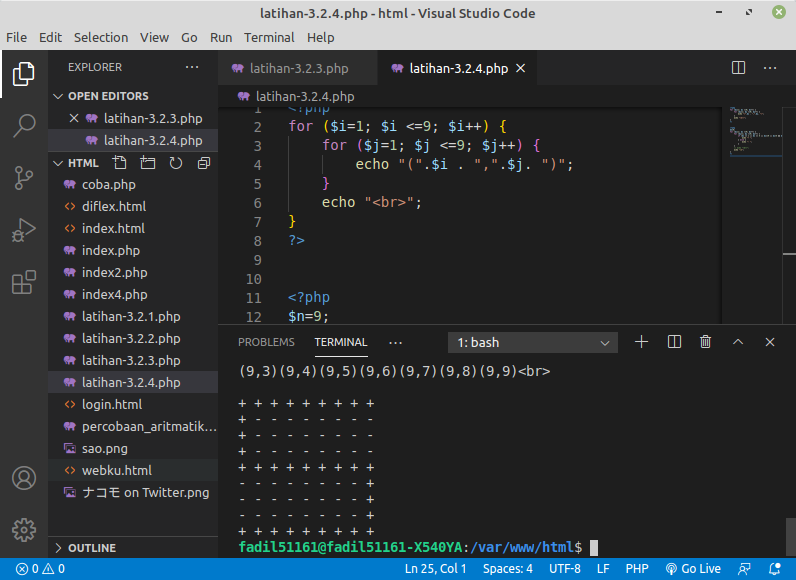 latihan-3.2.4.php - html - Visual Studio Code
File Edit Selection View Go Run Terminal Help
EXPLORER
OPEN EDITORS
latihan-3.2.3.php
latihan-3.2.4.php
HTML
coba.php
diflex.html
index.html
index.php
index2.php
index4.php
latihan-3.2.1.php
latihan-3.2.2.php
latihan-3.2.3.php
latihan-3.2.4.php
login.html
percobaan_aritmatik...
sao.png
webku.html
ナコモ on Twitter.png
OUTLINE
latihan-3.2.3.php latihan-3.2.4.php
latihan-3.2.4.php
1 <?php
2 for ($i=1; $i <=9; $i++) {
3 for ($j=1; $j <=9; $j++) {
4 echo "(".$i . ",".$j. ")";
5 }
6 echo "<br>";
7 }
8 ?>
9
10
11 <?php
12 $n=9;
PROBLEMS TERMINAL ... 1: bash
(9,3)(9,4)(9,5)(9,6)(9,7)(9,8)(9,9)<br>
+ + + + + + + + +
+ - - - - - - - -
+ - - - - - - - -
+ - - - - - - - -
+ + + + + + + + +
- - - - - - - - +
- - - - - - - - +
- - - - - - - - +
+ + + + + + + + +
fadil51161@fadil51161-X540YA:/var/www/html$
0 0 Ln 25, Col 1 Spaces: 4 UTF-8 LF PHP Go Live